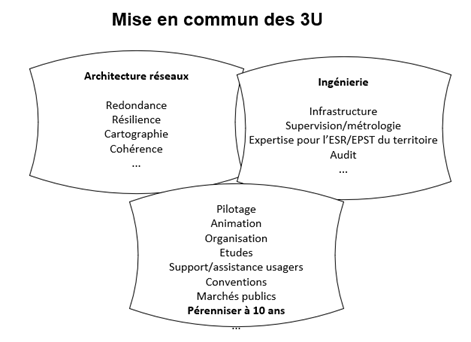 Mise en commun des 3U
Architecture réseaux
Redondance
Résilience
Cartographie
Cohérence
...
Ingénierie
Infrastructure
Supervision/métrologie
Expertise pour l'ESR/EPST du territoire
Audit
...
Pilotage
Animation
Organisation
Etudes
Support/assistance usagers
Conventions
Marchés publics
Pérenniser à 10 ans
...